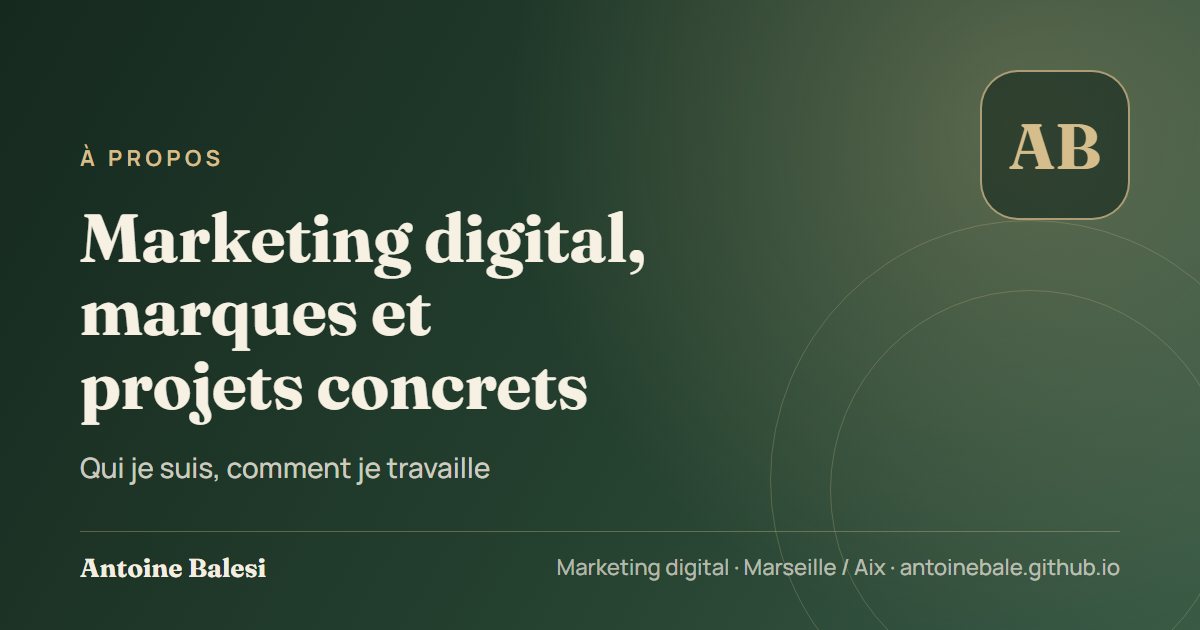 AB
À PROPOS
Marketing digital,
marques et
projets concrets
Qui je suis, comment je travaille
Antoine Balesi
Marketing digital · Marseille / Aix · antoinebale.github.io